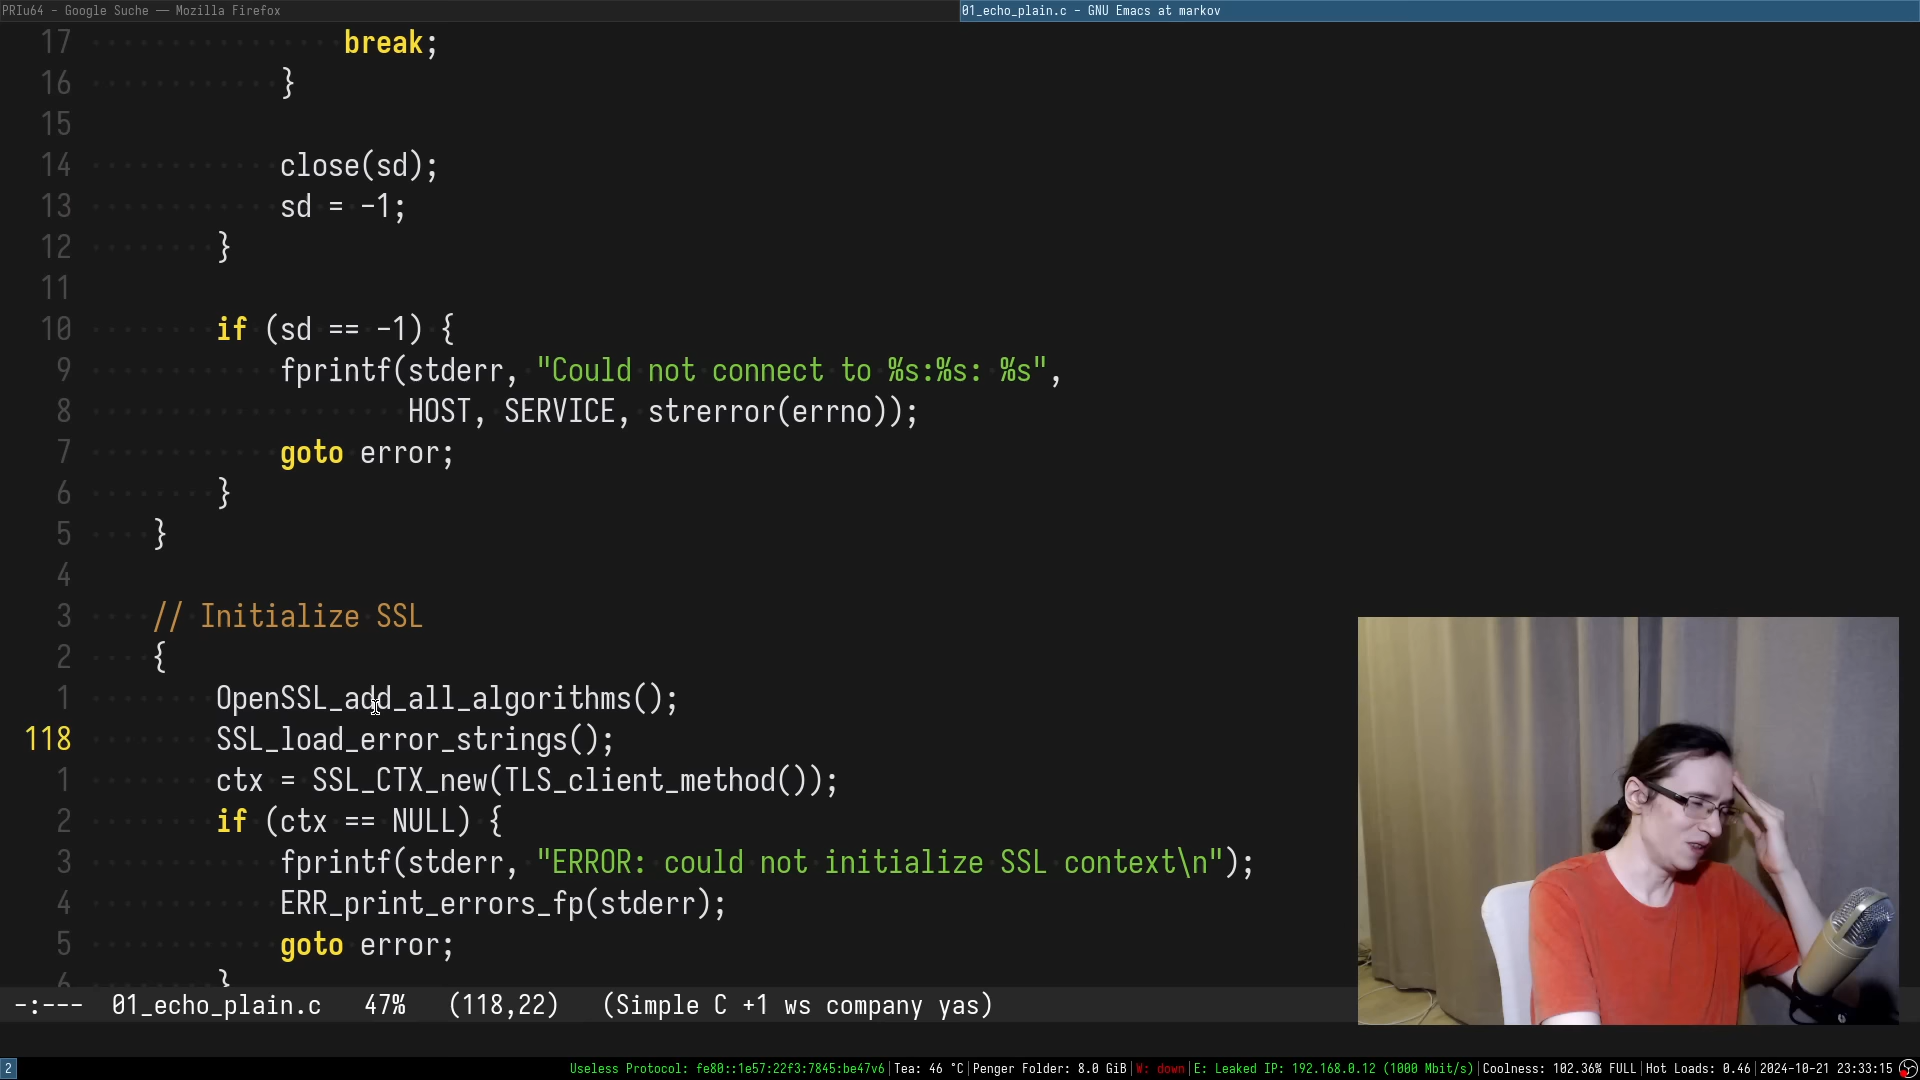 PRIu64 - Google Suche — Mozilla Firefox
01_echo_plain.c - GNU Emacs at markov
17 break;
16 }
15
14 close(sd);
13 sd = -1;
12 }
11
10 if (sd == -1) {
9 fprintf(stderr, "Could not connect to %s:%s: %s",
8 HOST, SERVICE, strerror(errno));
7 goto error;
6 }
5 }
4
3 // Initialize SSL
2 {
1 OpenSSL_add_all_algorithms();
118 SSL_load_error_strings();
1 ctx = SSL_CTX_new(TLS_client_method());
2 if (ctx == NULL) {
3 fprintf(stderr, "ERROR: could not initialize SSL context\n");
4 ERR_print_errors_fp(stderr);
5 goto error;
6 }
-:--- 01_echo_plain.c 47% (118,22) (Simple C +1 ws company yas)
2 Useless Protocol: fe80::1e57:22f3:7845:be47v6|Tea: 46 °C|Penger Folder: 8.0 GiB|W: down|E: Leaked IP: 192.168.0.12 (1000 Mbit/s)|Coolness: 102.36% FULL|Hot Loads: 0.46|2024-10-21 23:33:15